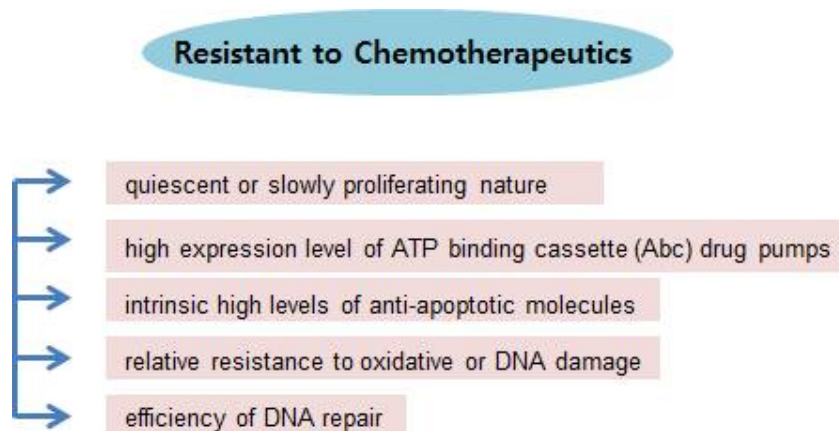 Resistant to Chemotherapeutics
quiescent or slowly proliferating nature
high expression level of ATP binding cassette (Abc) drug pumps
intrinsic high levels of anti-apoptotic molecules
relative resistance to oxidative or DNA damage
efficiency of DNA repair